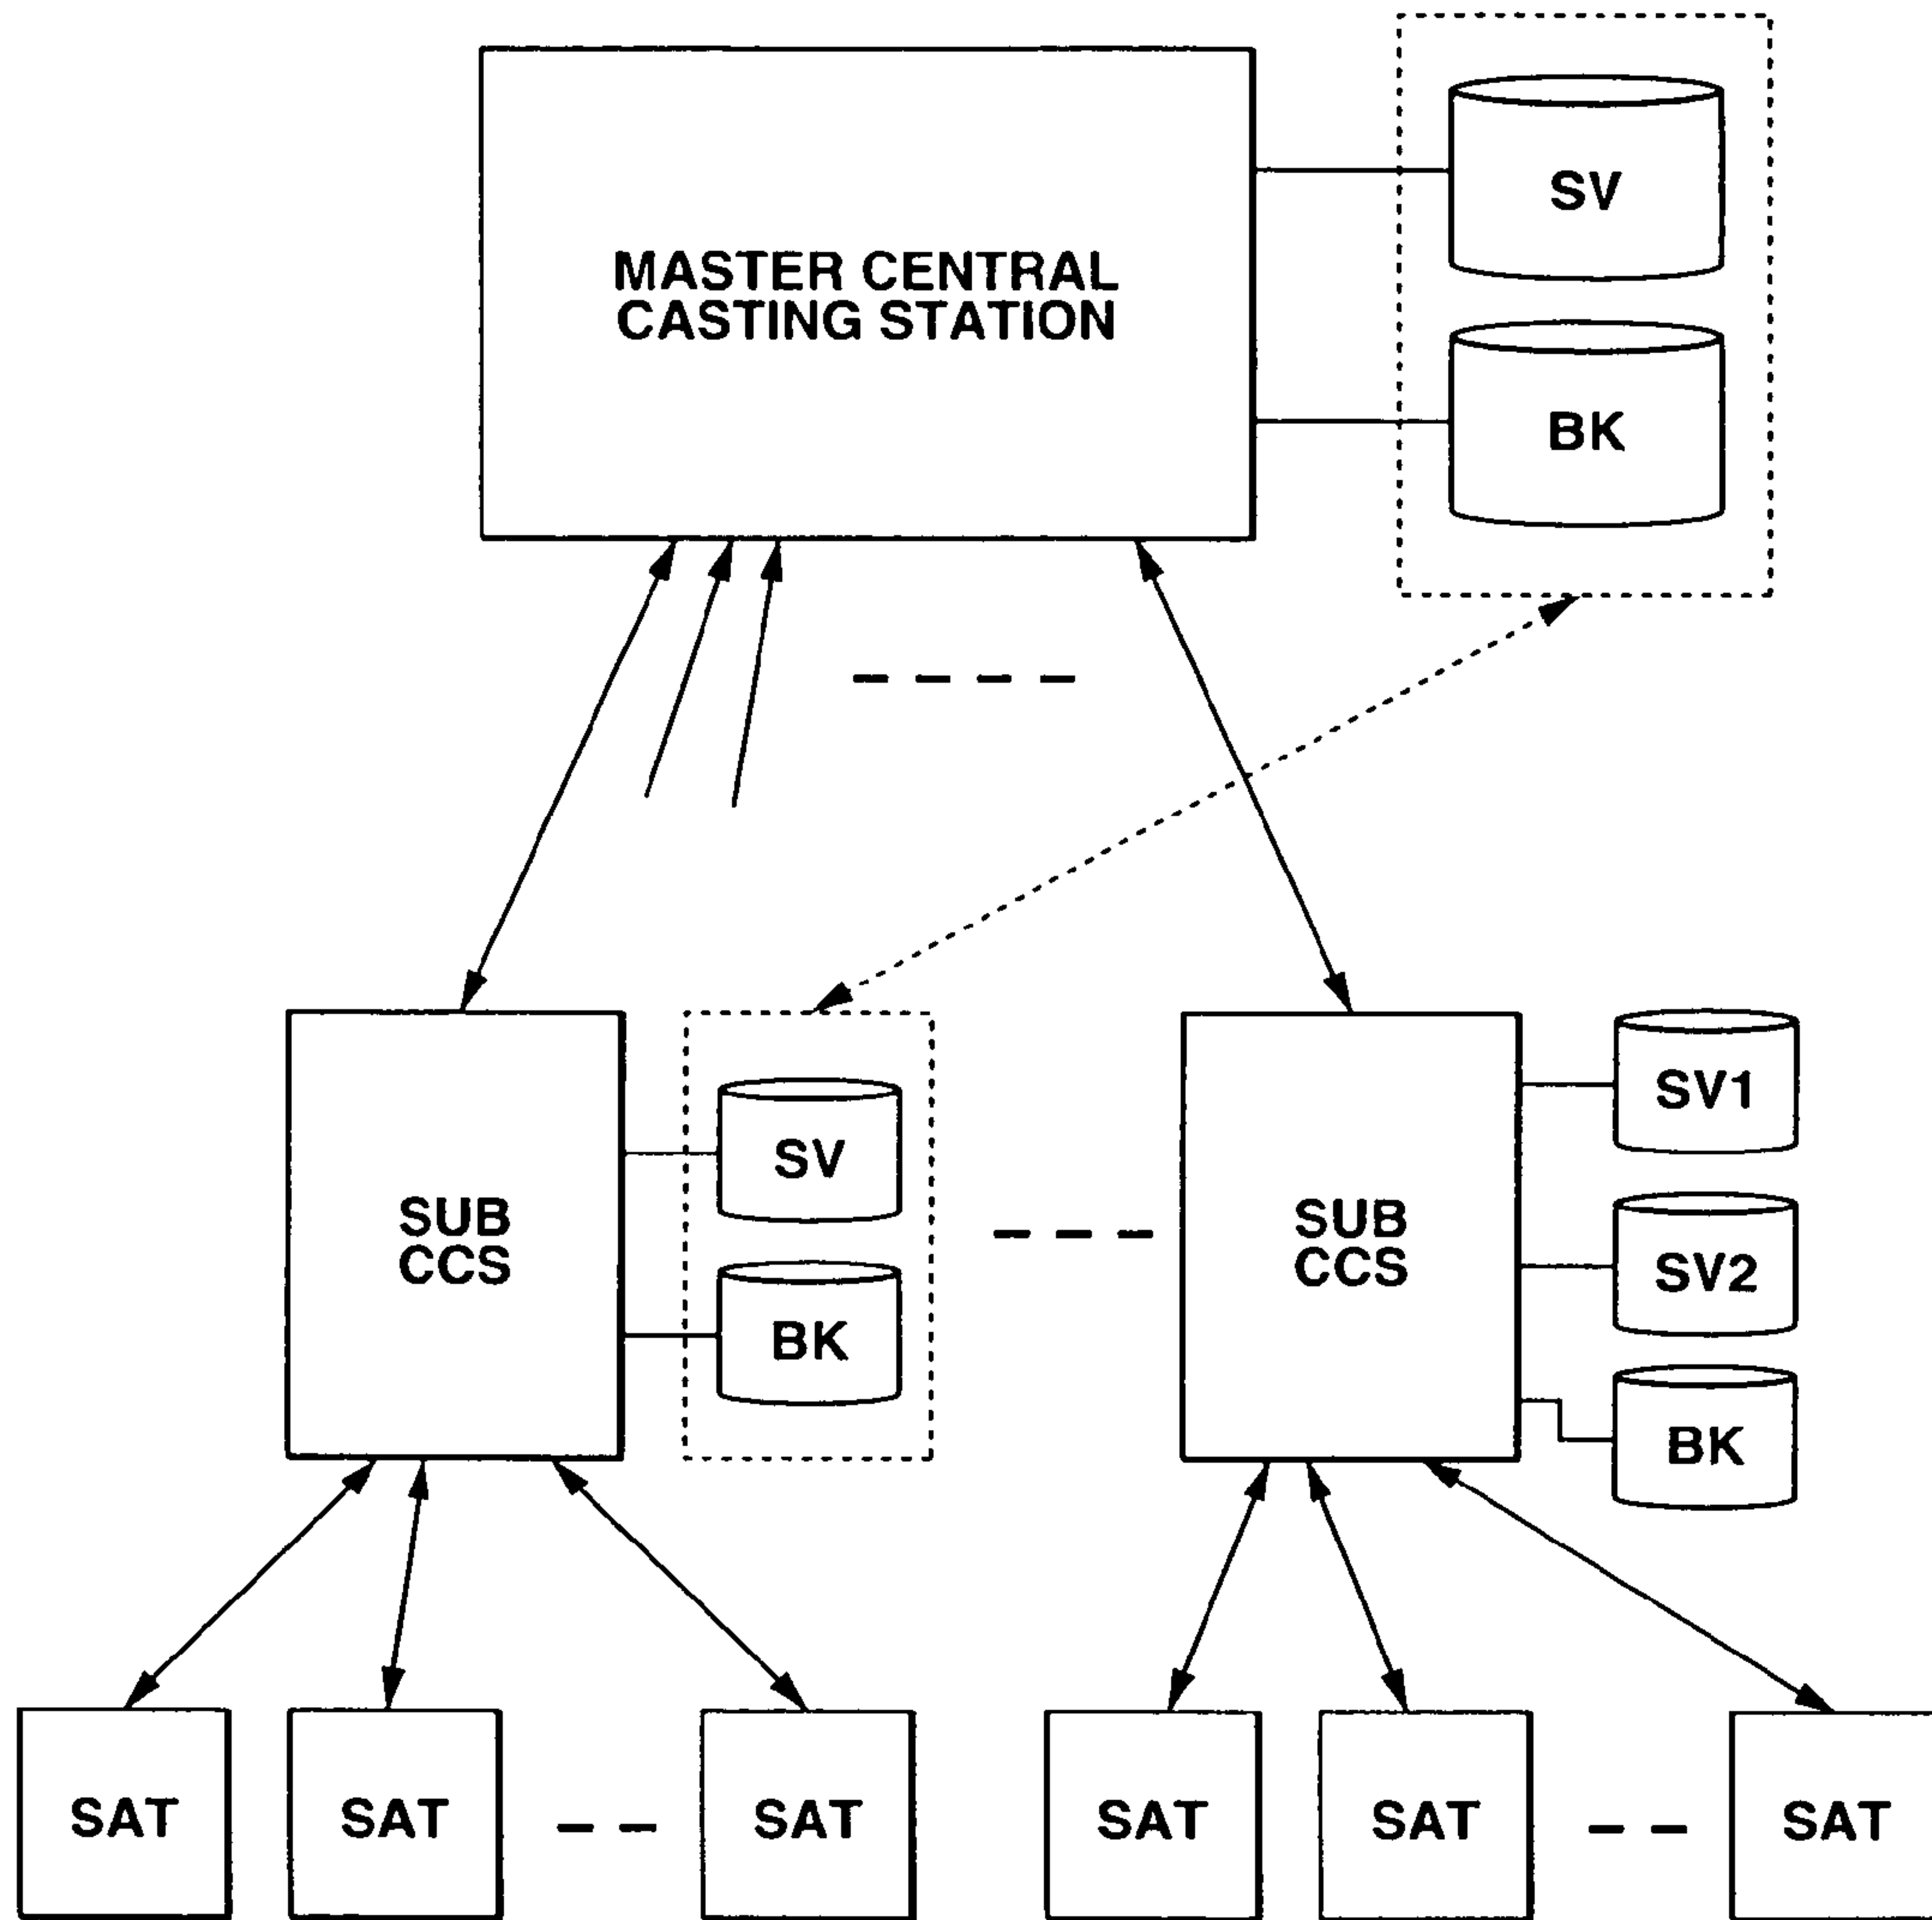 MASTER CENTRAL
CASTING STATION
SV
BK
SUB
CCS
SV
BK
SUB
CCS
SV1
SV2
BK
SAT
SAT
SAT
SAT
SAT
SAT